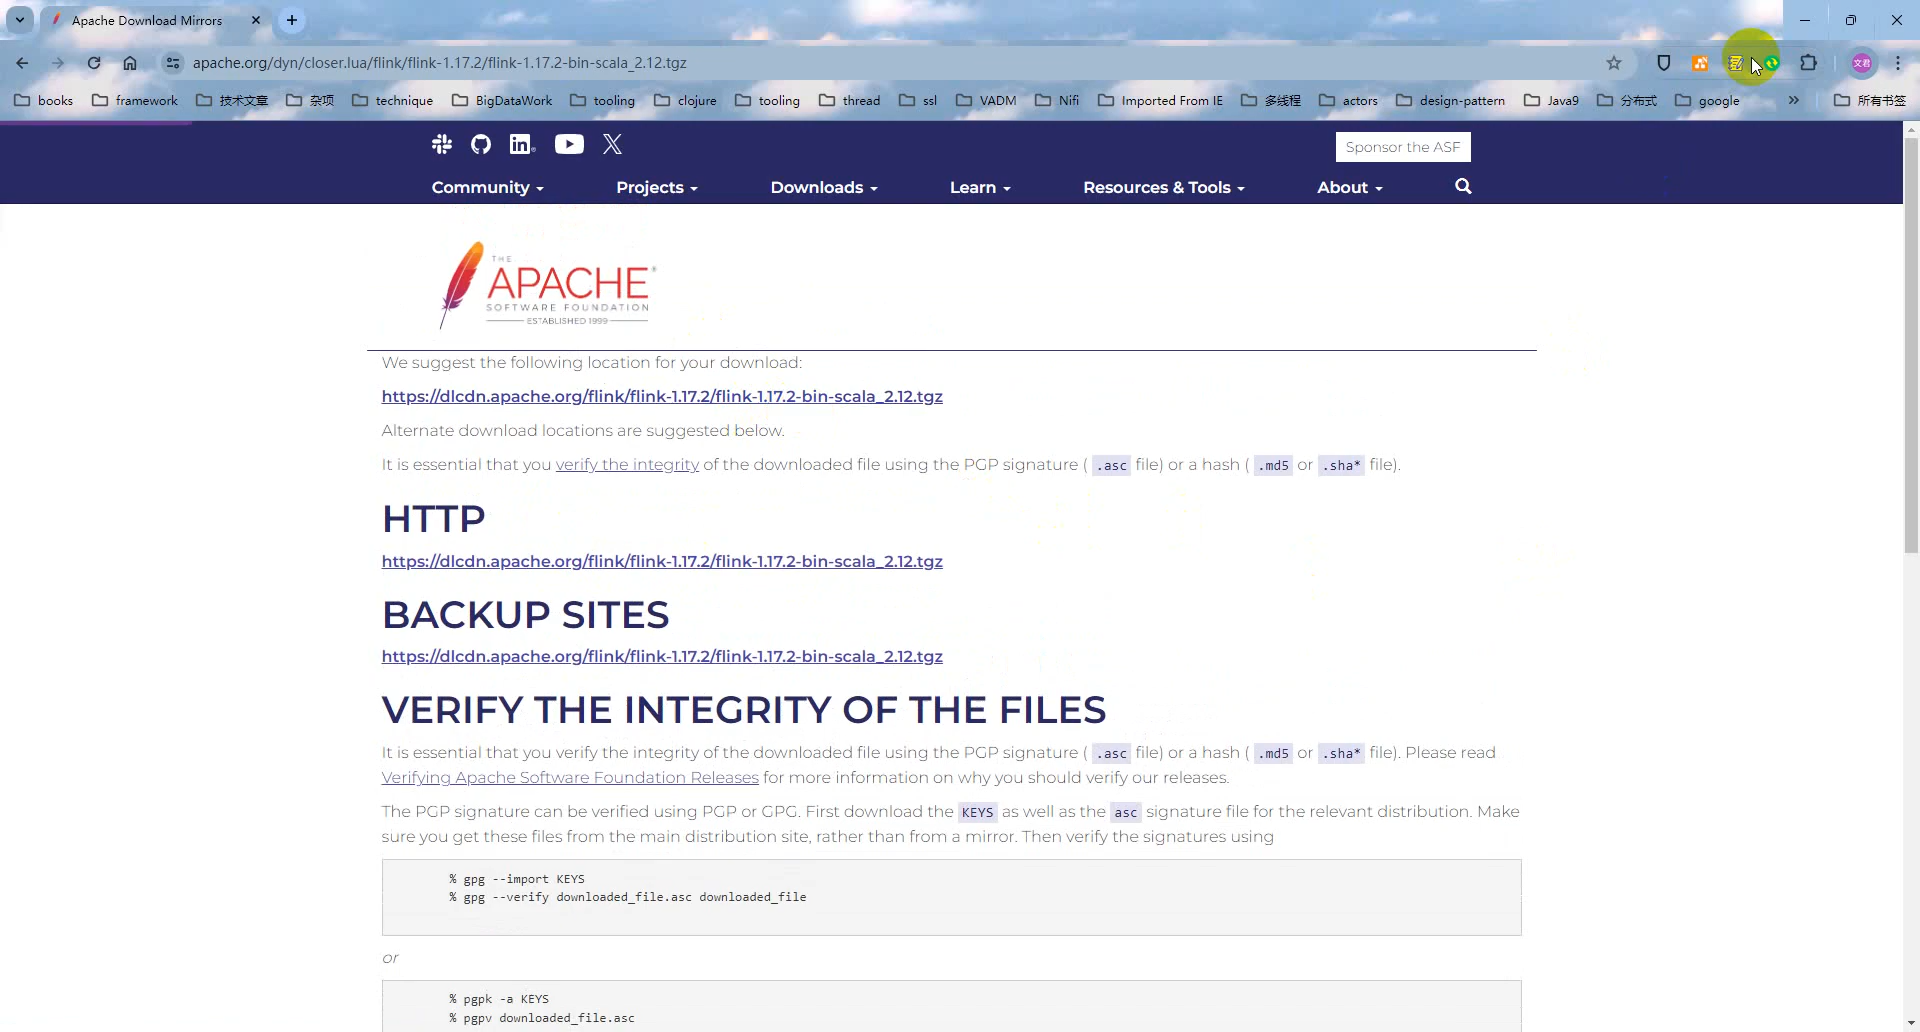 Apache Download Mirrors
apache.org/dyn/closer.lua/flink/flink-1.17.2/flink-1.17.2-bin-scala_2.12.tgz
文君
books framework 技术文章 杂项 technique BigDataWork tooling clojure tooling thread ssl VADM Nifi Imported From IE 多线程 actors design-pattern Java9 分布式 google » 所有书签
Sponsor the ASF
Community Projects Downloads Learn Resources & Tools About
THE
APACHE®
SOFTWARE FOUNDATION
ESTABLISHED 1999
We suggest the following location for your download:
https://dlcdn.apache.org/flink/flink-1.17.2/flink-1.17.2-bin-scala_2.12.tgz
Alternate download locations are suggested below.
It is essential that you verify the integrity of the downloaded file using the PGP signature ( .asc file) or a hash ( .md5 or .sha* file).
HTTP
https://dlcdn.apache.org/flink/flink-1.17.2/flink-1.17.2-bin-scala_2.12.tgz
BACKUP SITES
https://dlcdn.apache.org/flink/flink-1.17.2/flink-1.17.2-bin-scala_2.12.tgz
VERIFY THE INTEGRITY OF THE FILES
It is essential that you verify the integrity of the downloaded file using the PGP signature ( .asc file) or a hash ( .md5 or .sha* file). Please read
Verifying Apache Software Foundation Releases for more information on why you should verify our releases.
The PGP signature can be verified using PGP or GPG. First download the KEYS as well as the asc signature file for the relevant distribution. Make
sure you get these files from the main distribution site, rather than from a mirror. Then verify the signatures using
% gpg --import KEYS
% gpg --verify downloaded_file.asc downloaded_file
or
% pgpk -a KEYS
% pgpv downloaded_file.asc